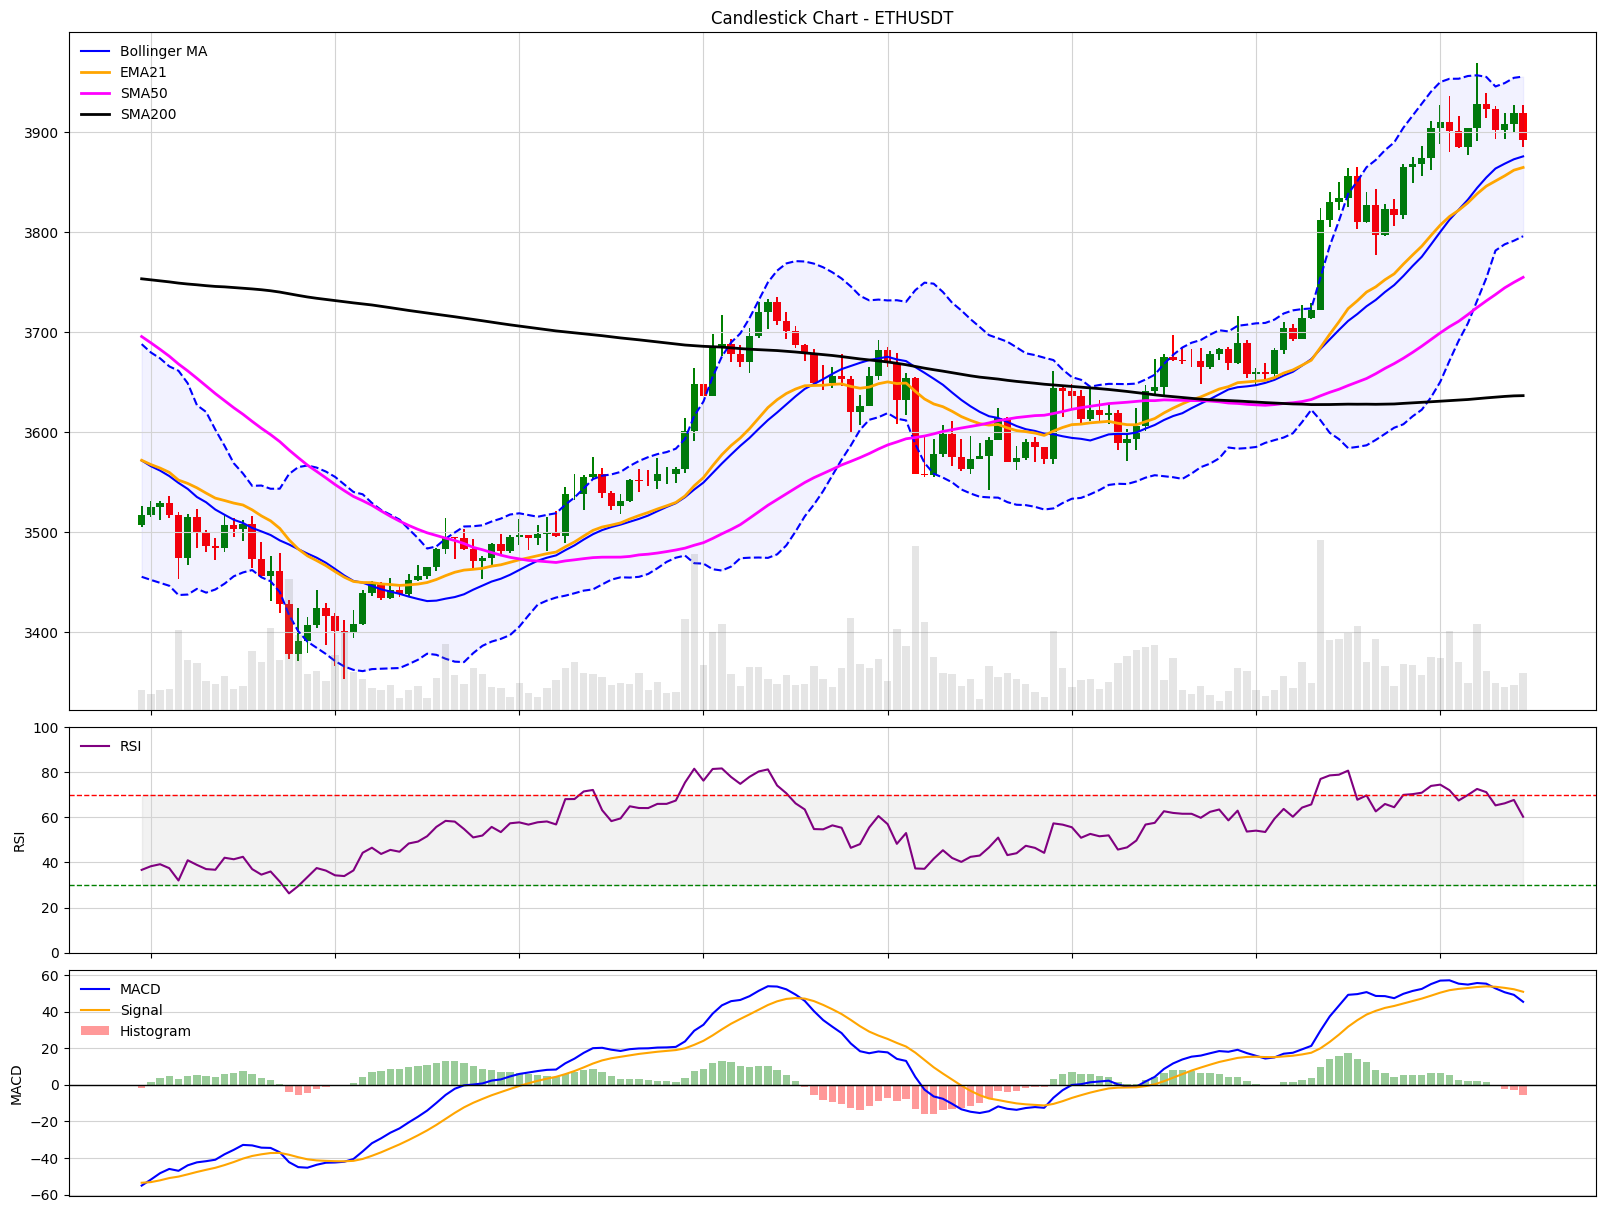 Candlestick Chart - ETHUSDT
Bollinger MA
EMA21
SMA50
SMA200
3900
3800
3700
3600
3500
3400
100
RSI
80
60
40
20
0
RSI
60
MACD
40
Signal
20
Histogram
0
−20
−40
−60
MACD